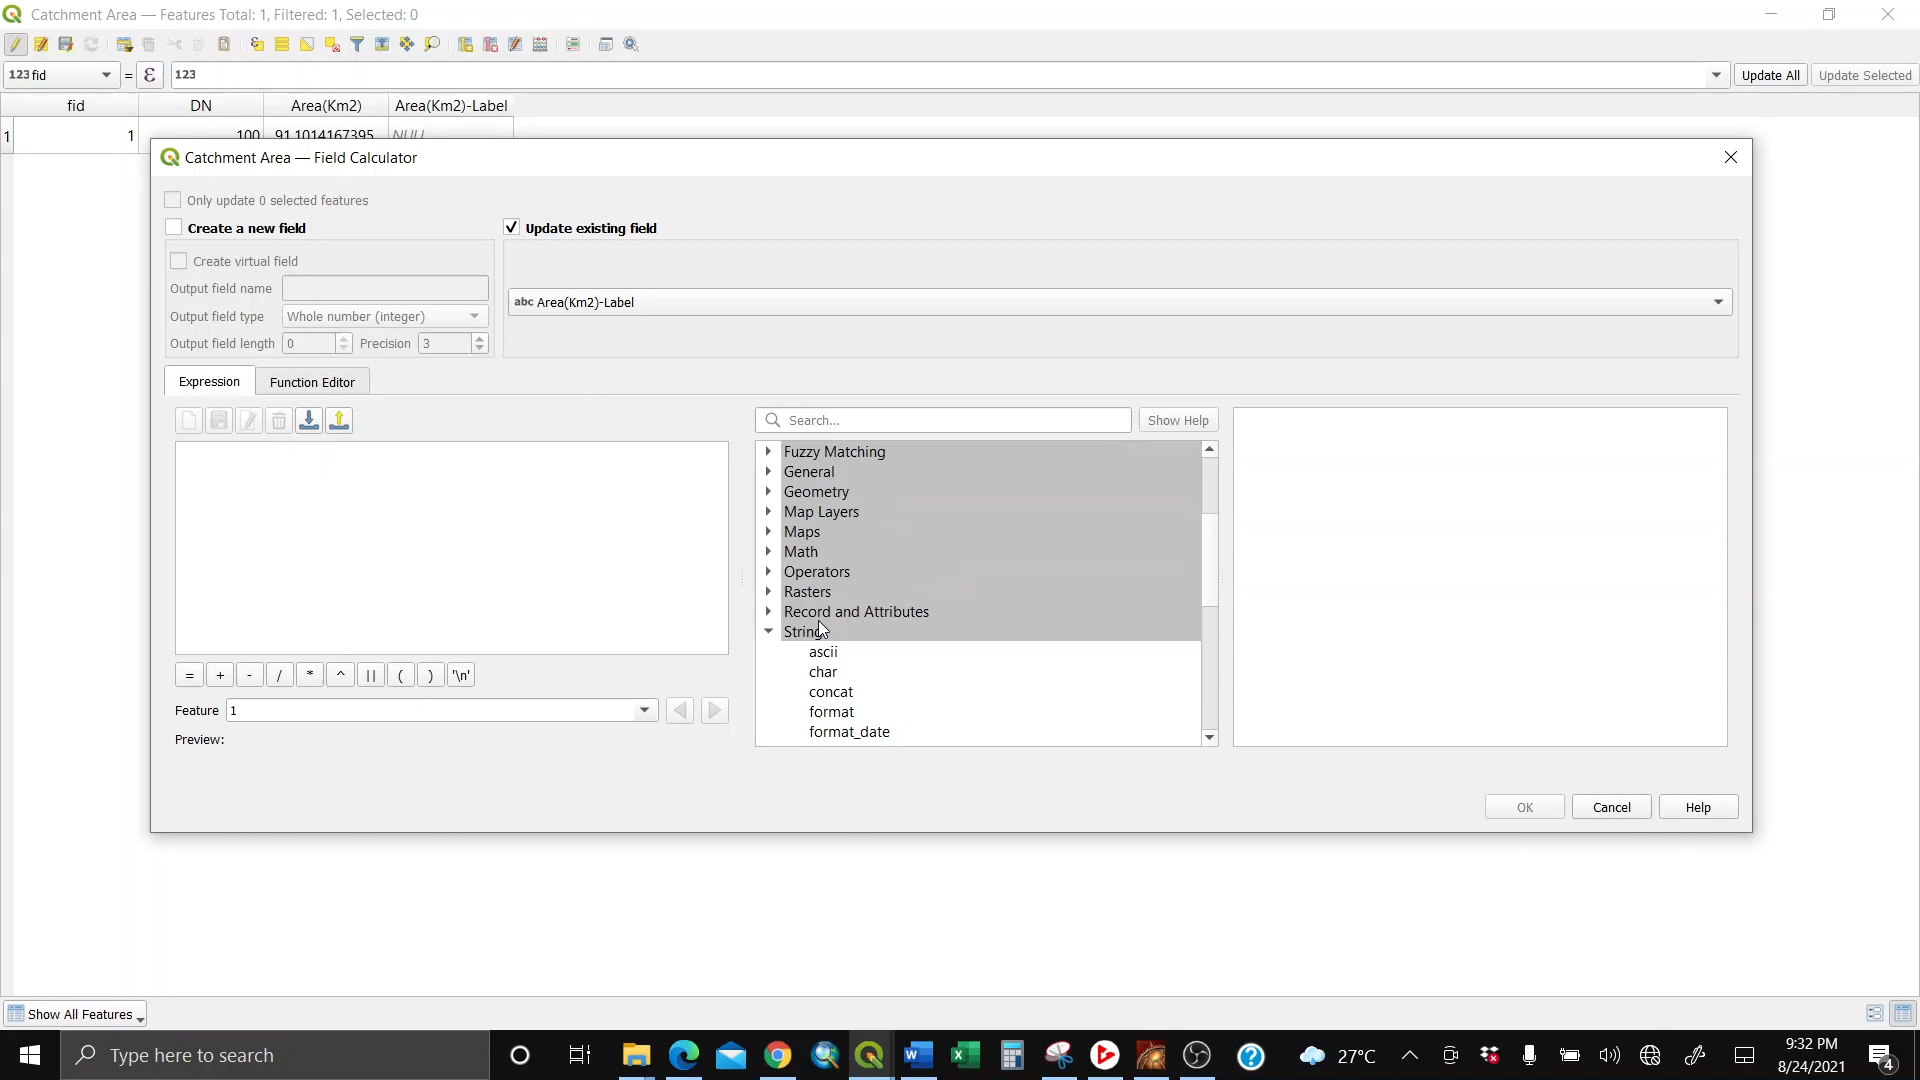 Catchment Area — Features Total: 1, Filtered: 1, Selected: 0
123 fid = ε 123 Update All Update Selected
fid DN Area(Km2) Area(Km2)-Label
1 1 100 91.1014167395 NULL
Catchment Area — Field Calculator
Only update 0 selected features
Create a new field
Update existing field
Create virtual field
Output field name
abc Area(Km2)-Label
Output field type Whole number (integer)
Output field length 0 Precision 3
Expression Function Editor
Search... Show Help
Fuzzy Matching
General
Geometry
Map Layers
Maps
Math
Operators
Rasters
Record and Attributes
String
ascii
char
concat
format
format_date
= + - / * ^ || ( ) '\n'
Feature 1
Preview:
OK Cancel Help
Show All Features
Type here to search
27°C
9:32 PM
8/24/2021
4